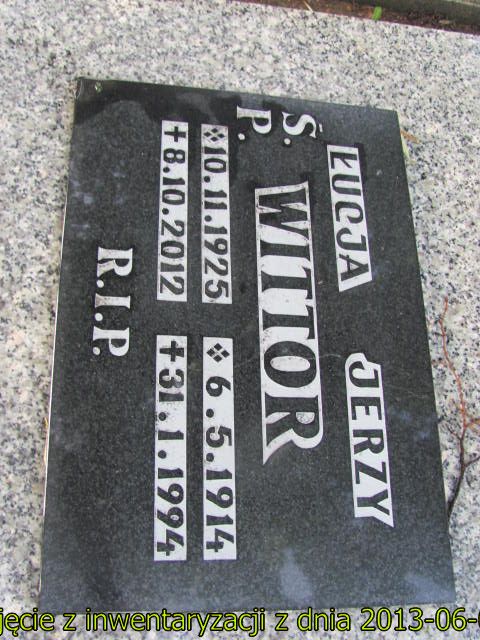 Ś. P.
ŁUCJA JERZY
WITTOR
❖10.11.1925 ❖ 6.5.1914
✝8.10.2012 ✝31.1.1994
R.I.P.
jęcie z inwentaryzacji z dnia 2013-06-